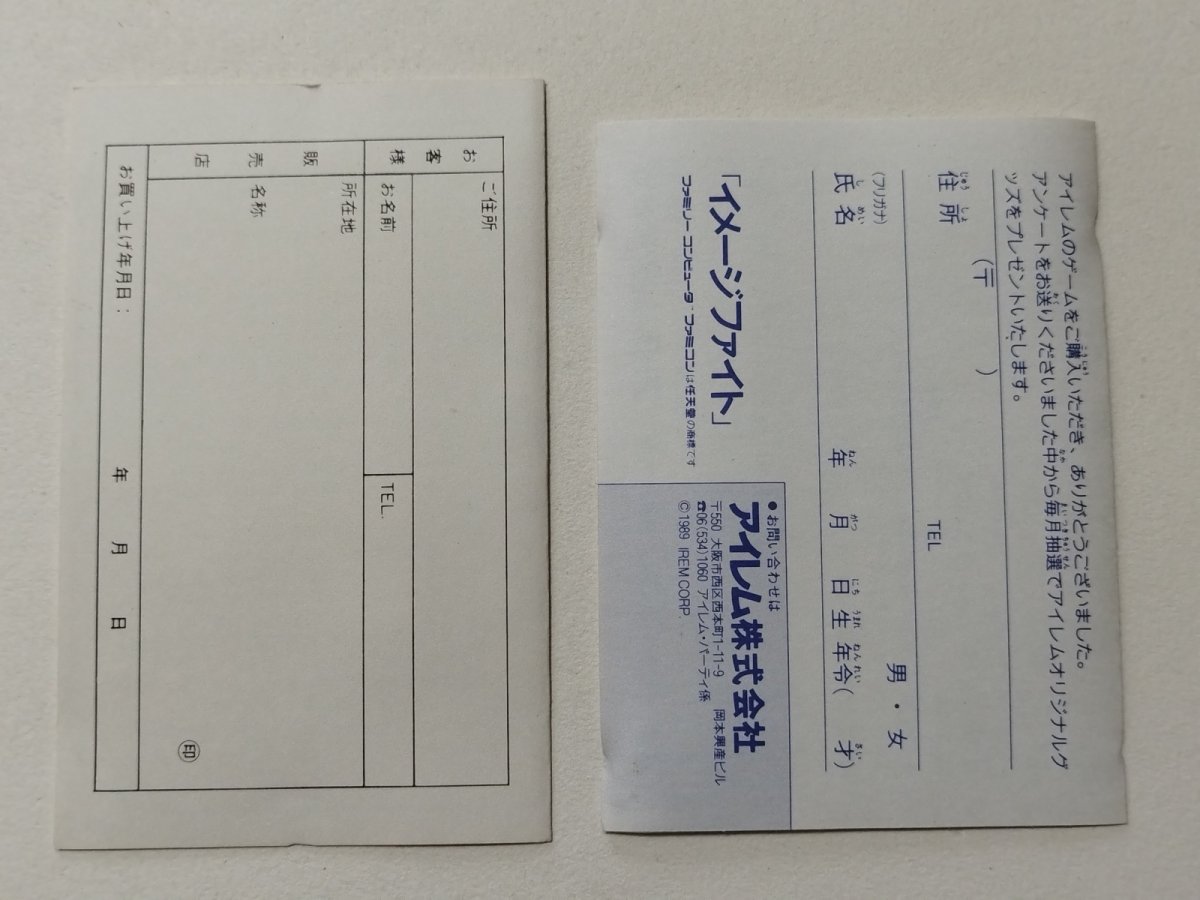 お客様
ご住所
お名前
TEL.
販売店
所在地
名称
印
お買い上げ年月日： 年 月 日
アイレムのゲームをご購入いただき、ありがとうございました。
アンケートをお送りくださいました中から毎月抽選でアイレムオリジナルグ
ッズをプレゼントいたします。
(〒 )
住所
TEL
(フリガナ)
男・女
氏名
年 月 日生 年令( 才)
「イメージファイト」
ファミリーコンピュータ・ファミコンは任天堂の商標です
●お問い合わせは
アイレム株式会社
〒550 大阪市西区西本町1-11-9 岡本興産ビル
☎06(534)1060 アイレム・パーティ係
©1989 IREM CORP.